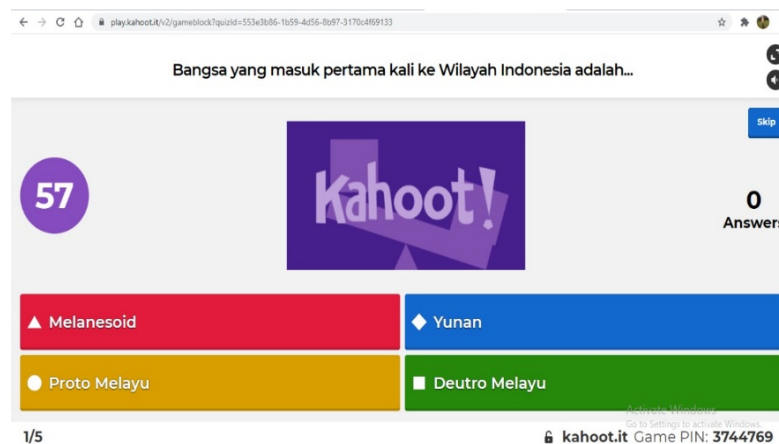 play.kahoot.it/v2/gameblock?quizId=553e3b86-1b59-4d56-8b97-3170c4f69133
Bangsa yang masuk pertama kali ke Wilayah Indonesia adalah...
Skip
57
Kahoot!
0
Answers
Melanesoid
Yunan
Proto Melayu
Deutro Melayu
Activate Windows
Go to Settings to activate Windows.
1/5
kahoot.it Game PIN: 3744769